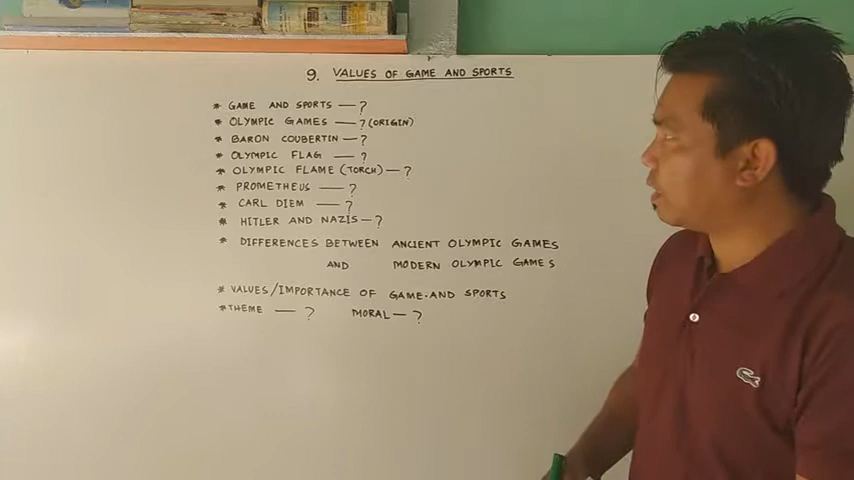 9. VALUES OF GAME AND SPORTS
* GAME AND SPORTS — ?
* OLYMPIC GAMES — ? (ORIGIN)
* BARON COUBERTIN — ?
* OLYMPIC FLAG — ?
* OLYMPIC FLAME (TORCH) — ?
* PROMETHEUS — ?
* CARL DIEM — ?
* HITLER AND NAZIS — ?
* DIFFERENCES BETWEEN ANCIENT OLYMPIC GAMES
AND MODERN OLYMPIC GAMES
* VALUES/IMPORTANCE OF GAME AND SPORTS
* THEME — ? MORAL — ?